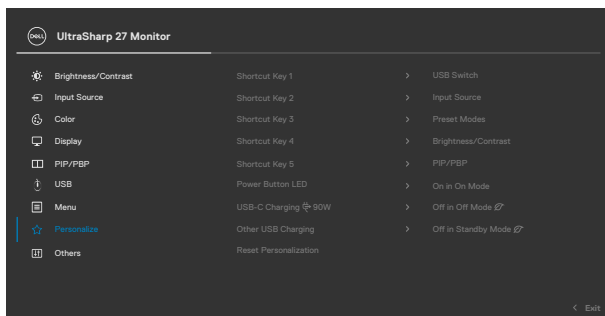 DELL UltraSharp 27 Monitor
Brightness/Contrast Shortcut Key 1 > USB Switch
Input Source Shortcut Key 2 > Input Source
Color Shortcut Key 3 > Preset Modes
Display Shortcut Key 4 > Brightness/Contrast
PIP/PBP Shortcut Key 5 > PIP/PBP
USB Power Button LED > On in On Mode
Menu USB-C Charging 90W > Off in Off Mode
Personalize Other USB Charging > Off in Standby Mode
Others Reset Personalization
< Exit